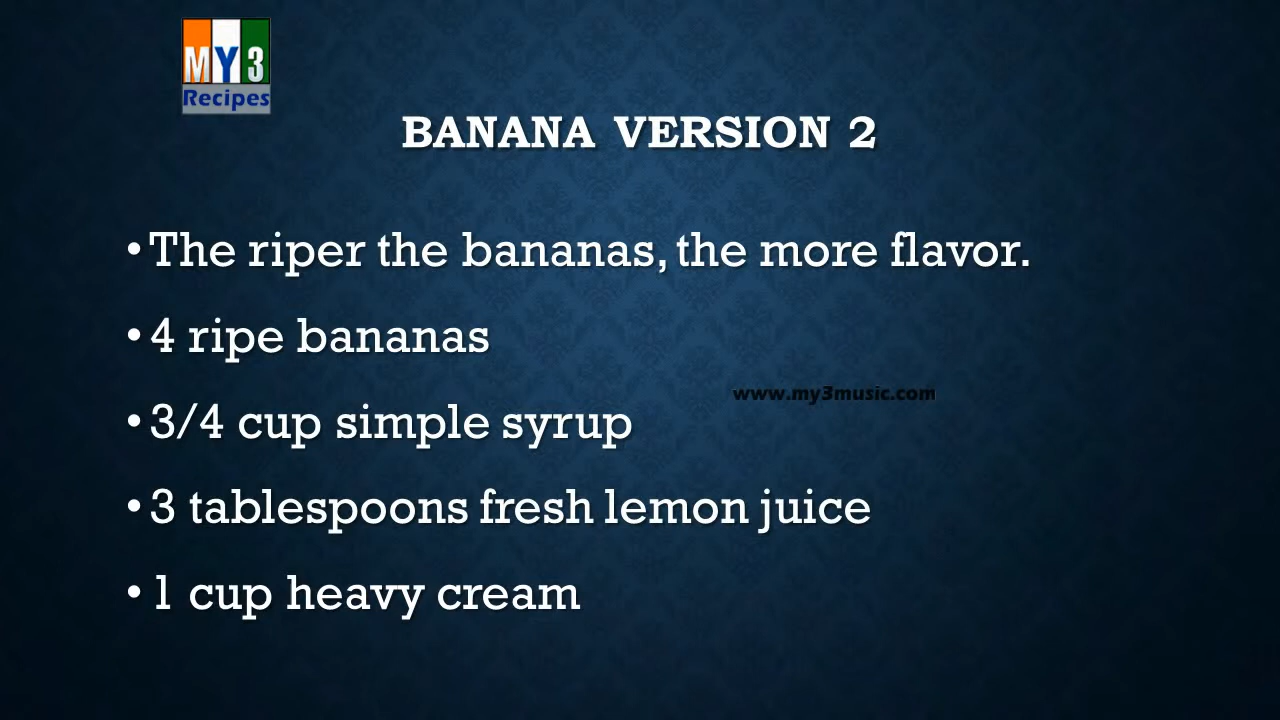 MY3
Recipes
BANANA VERSION 2
• The riper the bananas, the more flavor.
• 4 ripe bananas
www.my3music.com
• 3/4 cup simple syrup
• 3 tablespoons fresh lemon juice
• 1 cup heavy cream